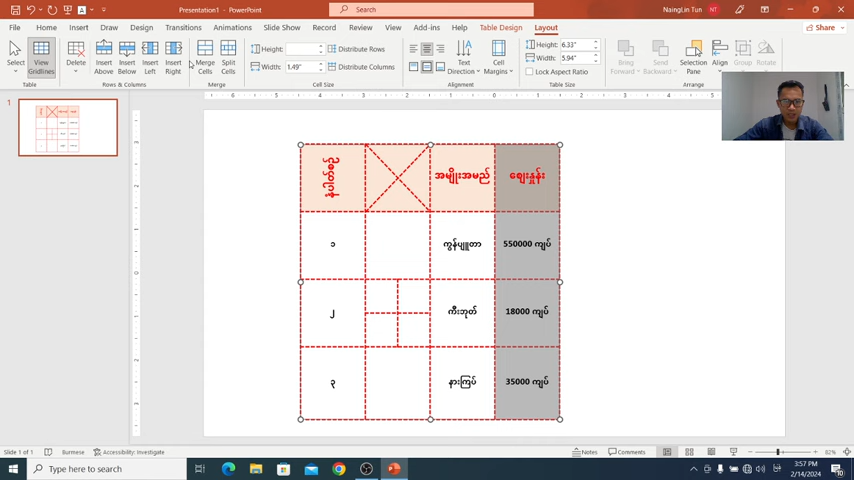 Presentation1 - PowerPoint
Search
NaingLin Tun
NT
File
Home
Insert
Draw
Design
Transitions
Animations
Slide Show
Record
Review
View
Add-ins
Help
Table Design
Layout
Share
Select
View Gridlines
Delete
Insert Above
Insert Below
Insert Left
Insert Right
Merge Cells
Split Cells
Height:
Width: 1.49"
Distribute Rows
Distribute Columns
Text Direction
Cell Margins
Height: 6.33"
Width: 5.94"
Lock Aspect Ratio
Bring Forward
Send Backward
Selection Pane
Align
Group
Rotate
Table
Rows & Columns
Merge
Cell Size
Alignment
Table Size
Arrange
1
နံပါတ်စဉ်
အမျိုးအမည်
ဈေးနှုန်း
၁
ကွန်ပျူတာ
550000 ကျပ်
၂
ကီးဘုတ်
18000 ကျပ်
၃
နားကြပ်
35000 ကျပ်
Slide 1 of 1
Burmese
Accessibility: Investigate
Notes
Comments
82%
Type here to search
3:57 PM
2/14/2024